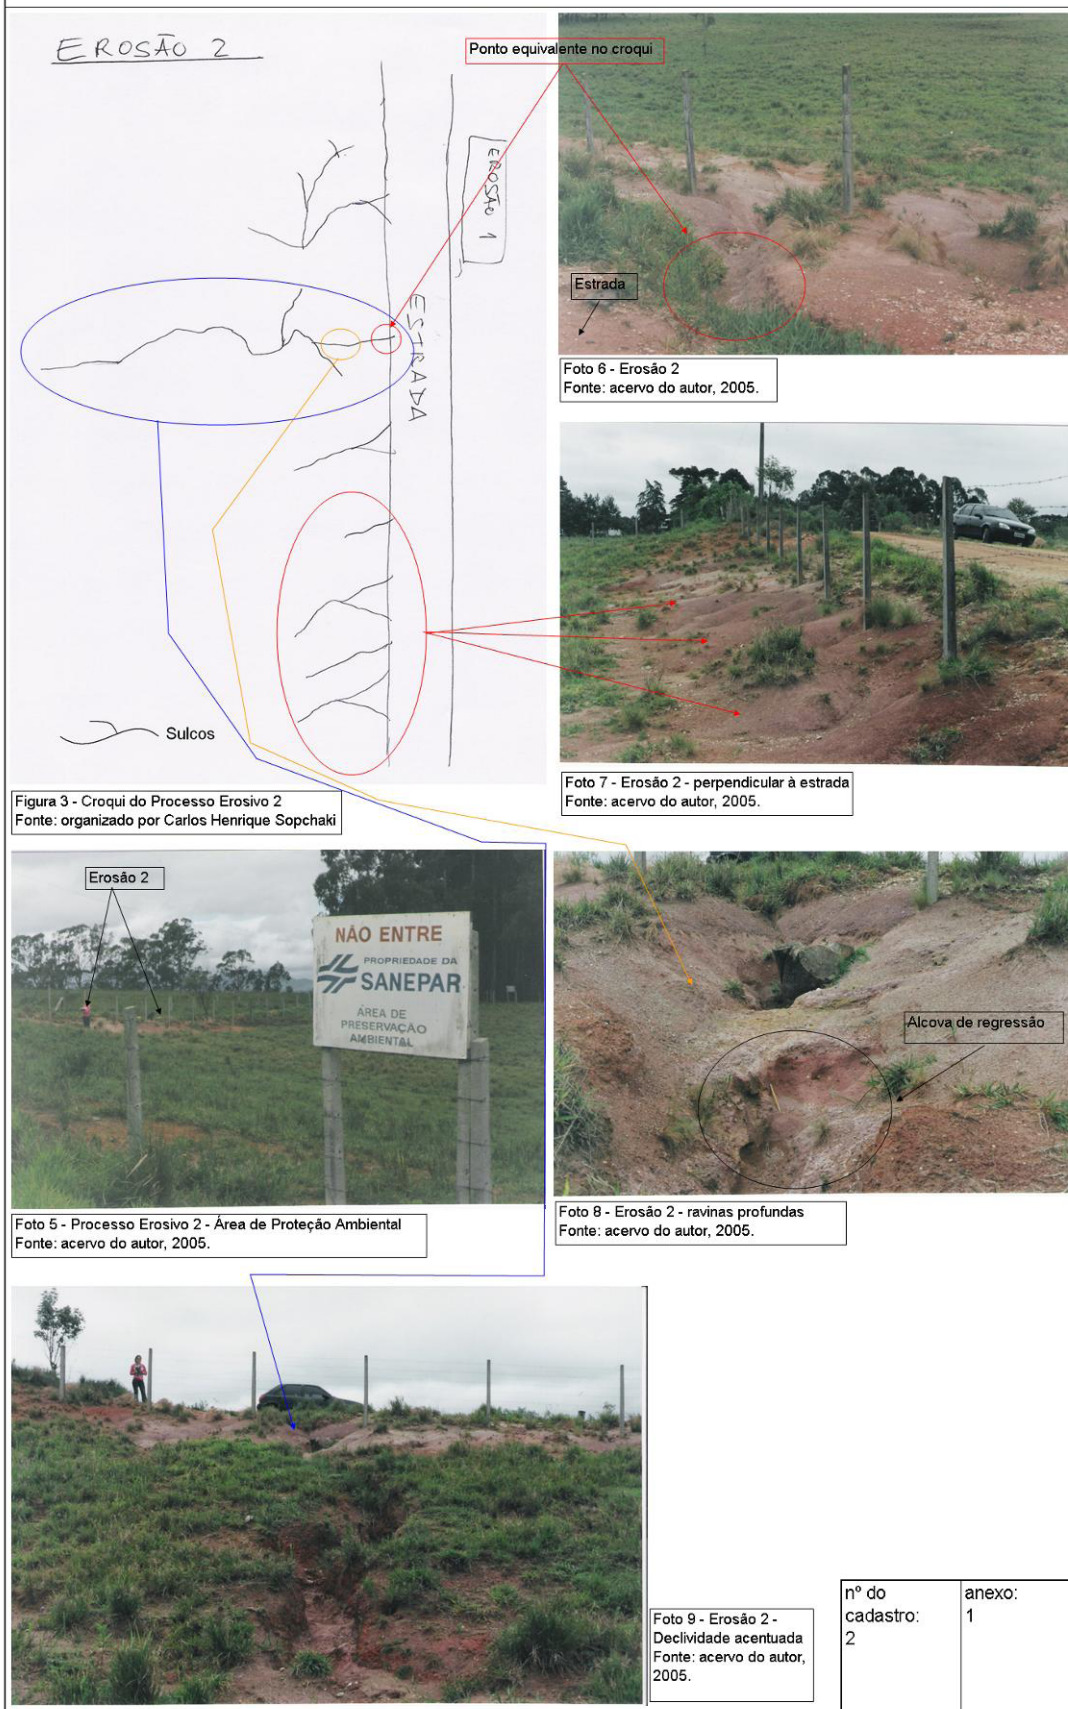 EROSÃO 2
Ponto equivalente no croqui
EROSÃO 1
ESTRADA
Sulcos
Figura 3 - Croqui do Processo Erosivo 2
Fonte: organizado por Carlos Henrique Sopchaki
Estrada
Foto 6 - Erosão 2
Fonte: acervo do autor, 2005.
Foto 7 - Erosão 2 - perpendicular à estrada
Fonte: acervo do autor, 2005.
Erosão 2
NÃO ENTRE
PROPRIEDADE DA
SANEPAR
ÁREA DE
PRESERVAÇÃO
AMBIENTAL
Foto 5 - Processo Erosivo 2 - Área de Proteção Ambiental
Fonte: acervo do autor, 2005.
Alcova de regressão
Foto 8 - Erosão 2 - ravinas profundas
Fonte: acervo do autor, 2005.
Foto 9 - Erosão 2 -
Declividade acentuada
Fonte: acervo do autor,
2005.
nº do
cadastro:
2
anexo:
1